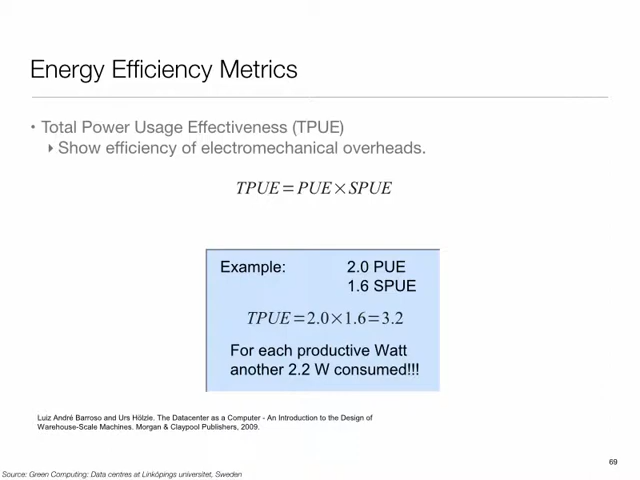 Energy Efficiency Metrics
• Total Power Usage Effectiveness (TPUE)
▸ Show efficiency of electromechanical overheads.
TPUE=PUE×SPUE
Example: 2.0 PUE
1.6 SPUE
TPUE=2.0×1.6=3.2
For each productive Watt
another 2.2 W consumed!!!
Luiz André Barroso and Urs Hölzle. The Datacenter as a Computer - An Introduction to the Design of
Warehouse-Scale Machines. Morgan & Claypool Publishers, 2009.
69
Source: Green Computing: Data centres at Linköpings universitet, Sweden